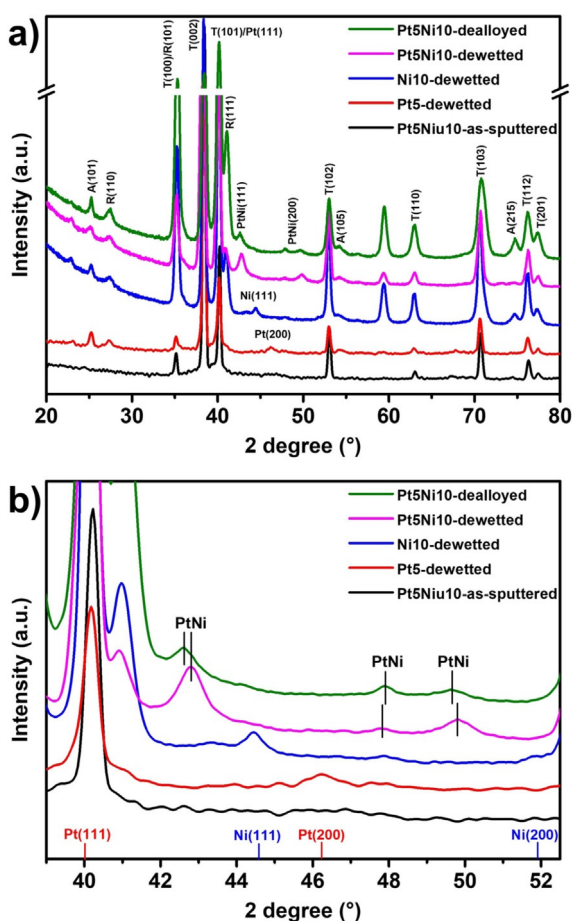 a)
Pt5Ni10-dealloyed
Pt5Ni10-dewetted
Ni10-dewetted
Pt5-dewetted
Pt5Niu10-as-sputtered
T(100)/R(101)
T(002)
T(101)/Pt(111)
R(111)
A(101)
R(110)
PtNi(111)
PtNi(200)
Ni(111)
Pt(200)
T(102)
A(105)
T(110)
T(103)
A(215)
T(112)
T(201)
Intensity (a.u.)
20 30 40 50 60 70 80
2 degree (°)
b)
Pt5Ni10-dealloyed
Pt5Ni10-dewetted
Ni10-dewetted
Pt5-dewetted
Pt5Niu10-as-sputtered
PtNi PtNi PtNi
Intensity (a.u.)
Pt(111) Ni(111) Pt(200) Ni(200)
40 42 44 46 48 50 52
2 degree (°)